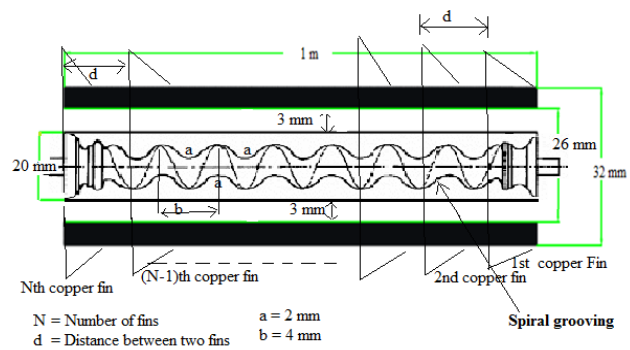 d
1 m
d
3 mm
a
a
20 mm
26 mm
32 mm
a
b
3 mm
1st copper Fin
(N-1)th copper fin
2nd copper fin
Nth copper fin
N = Number of fins
a = 2 mm
Spiral grooving
d = Distance between two fins
b = 4 mm